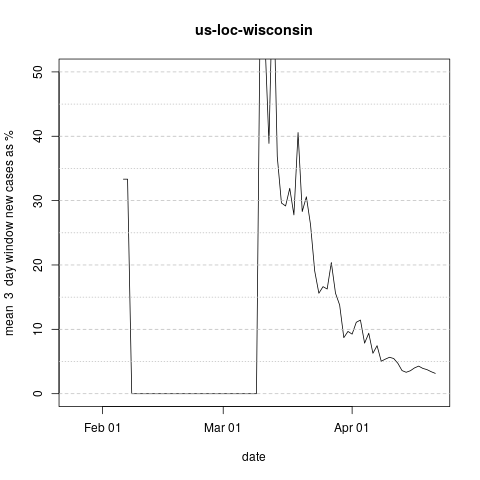 us-loc-wisconsin
mean  3  day window new cases as %
50
40
30
20
10
0
Feb 01
Mar 01
Apr 01
date